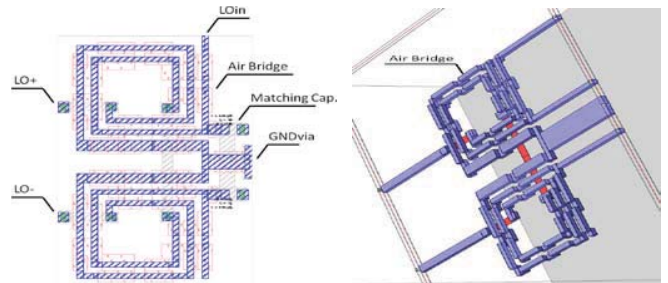 LOin
LO+
Air Bridge
Matching Cap.
GNDvia
LO-
Air Bridge